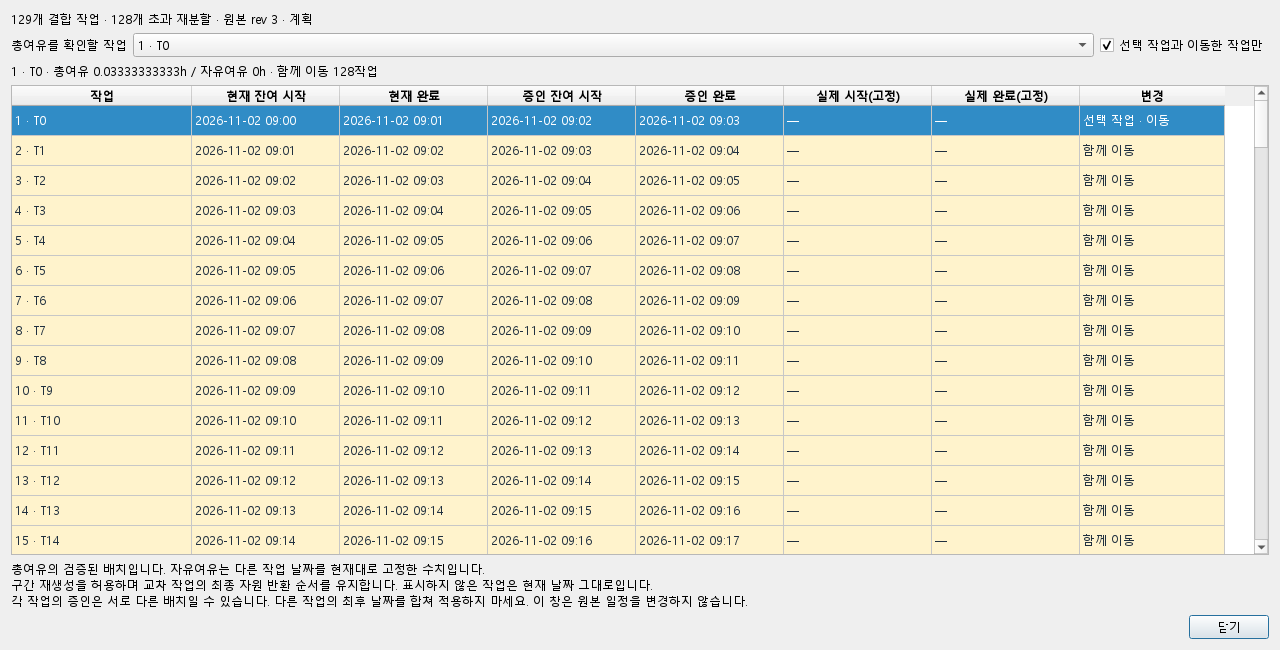 129개 결합 작업 · 128개 초과 재분할 · 원본 rev 3 · 계획
총여유를 확인할 작업 1 · T0 선택 작업과 이동한 작업만
1 · T0 · 총여유 0.03333333333h / 자유여유 0h · 함께 이동 128작업
작업 현재 잔여 시작 현재 완료 증인 잔여 시작 증인 완료 실제 시작(고정) 실제 완료(고정) 변경
1 · T0 2026-11-02 09:00 2026-11-02 09:01 2026-11-02 09:02 2026-11-02 09:03 — — 선택 작업 · 이동
2 · T1 2026-11-02 09:01 2026-11-02 09:02 2026-11-02 09:03 2026-11-02 09:04 — — 함께 이동
3 · T2 2026-11-02 09:02 2026-11-02 09:03 2026-11-02 09:04 2026-11-02 09:05 — — 함께 이동
4 · T3 2026-11-02 09:03 2026-11-02 09:04 2026-11-02 09:05 2026-11-02 09:06 — — 함께 이동
5 · T4 2026-11-02 09:04 2026-11-02 09:05 2026-11-02 09:06 2026-11-02 09:07 — — 함께 이동
6 · T5 2026-11-02 09:05 2026-11-02 09:06 2026-11-02 09:07 2026-11-02 09:08 — — 함께 이동
7 · T6 2026-11-02 09:06 2026-11-02 09:07 2026-11-02 09:08 2026-11-02 09:09 — — 함께 이동
8 · T7 2026-11-02 09:07 2026-11-02 09:08 2026-11-02 09:09 2026-11-02 09:10 — — 함께 이동
9 · T8 2026-11-02 09:08 2026-11-02 09:09 2026-11-02 09:10 2026-11-02 09:11 — — 함께 이동
10 · T9 2026-11-02 09:09 2026-11-02 09:10 2026-11-02 09:11 2026-11-02 09:12 — — 함께 이동
11 · T10 2026-11-02 09:10 2026-11-02 09:11 2026-11-02 09:12 2026-11-02 09:13 — — 함께 이동
12 · T11 2026-11-02 09:11 2026-11-02 09:12 2026-11-02 09:13 2026-11-02 09:14 — — 함께 이동
13 · T12 2026-11-02 09:12 2026-11-02 09:13 2026-11-02 09:14 2026-11-02 09:15 — — 함께 이동
14 · T13 2026-11-02 09:13 2026-11-02 09:14 2026-11-02 09:15 2026-11-02 09:16 — — 함께 이동
15 · T14 2026-11-02 09:14 2026-11-02 09:15 2026-11-02 09:16 2026-11-02 09:17 — — 함께 이동
총여유의 검증된 배치입니다. 자유여유는 다른 작업 날짜를 현재대로 고정한 수치입니다.
구간 재생성을 허용하며 교차 작업의 최종 자원 반환 순서를 유지합니다. 표시하지 않은 작업은 현재 날짜 그대로입니다.
각 작업의 증인은 서로 다른 배치일 수 있습니다. 다른 작업의 최후 날짜를 합쳐 적용하지 마세요. 이 창은 원본 일정을 변경하지 않습니다.
닫기